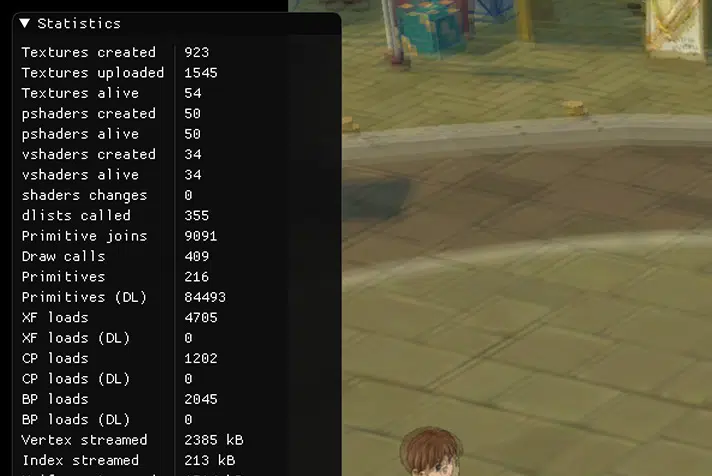 ▼ Statistics
Textures created 923
Textures uploaded 1545
Textures alive 54
pshaders created 50
pshaders alive 50
vshaders created 34
vshaders alive 34
shaders changes 0
dlists called 355
Primitive joins 9091
Draw calls 409
Primitives 216
Primitives (DL) 84493
XF loads 4705
XF loads (DL) 0
CP loads 1202
CP loads (DL) 0
BP loads 2045
BP loads (DL) 0
Vertex streamed 2385 kB
Index streamed 213 kB